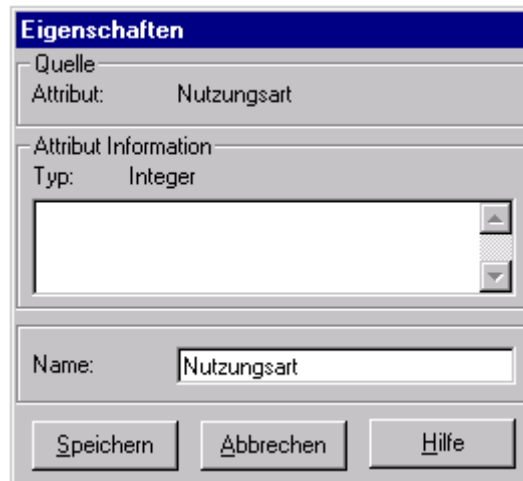 Eigenschaften
Quelle
Attribut: Nutzungsart
Attribut Information
Typ: Integer
Name: Nutzungsart
Speichern Abbrechen Hilfe